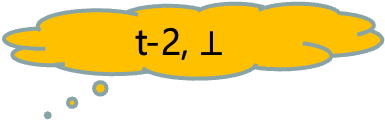 t-2, ⊥